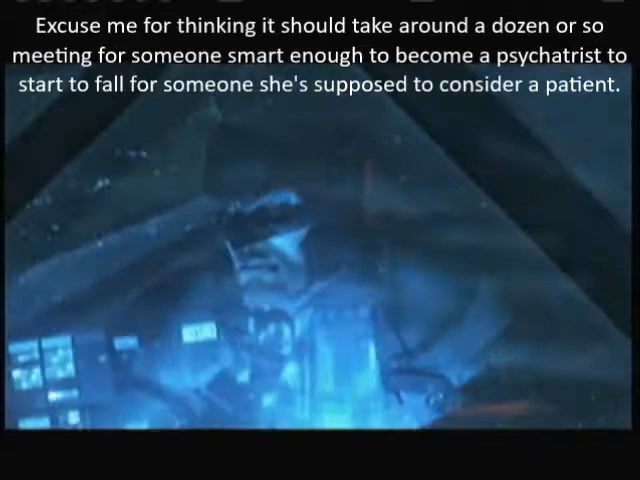 Excuse me for thinking it should take around a dozen or so
meeting for someone smart enough to become a psychatrist to
start to fall for someone she's supposed to consider a patient.